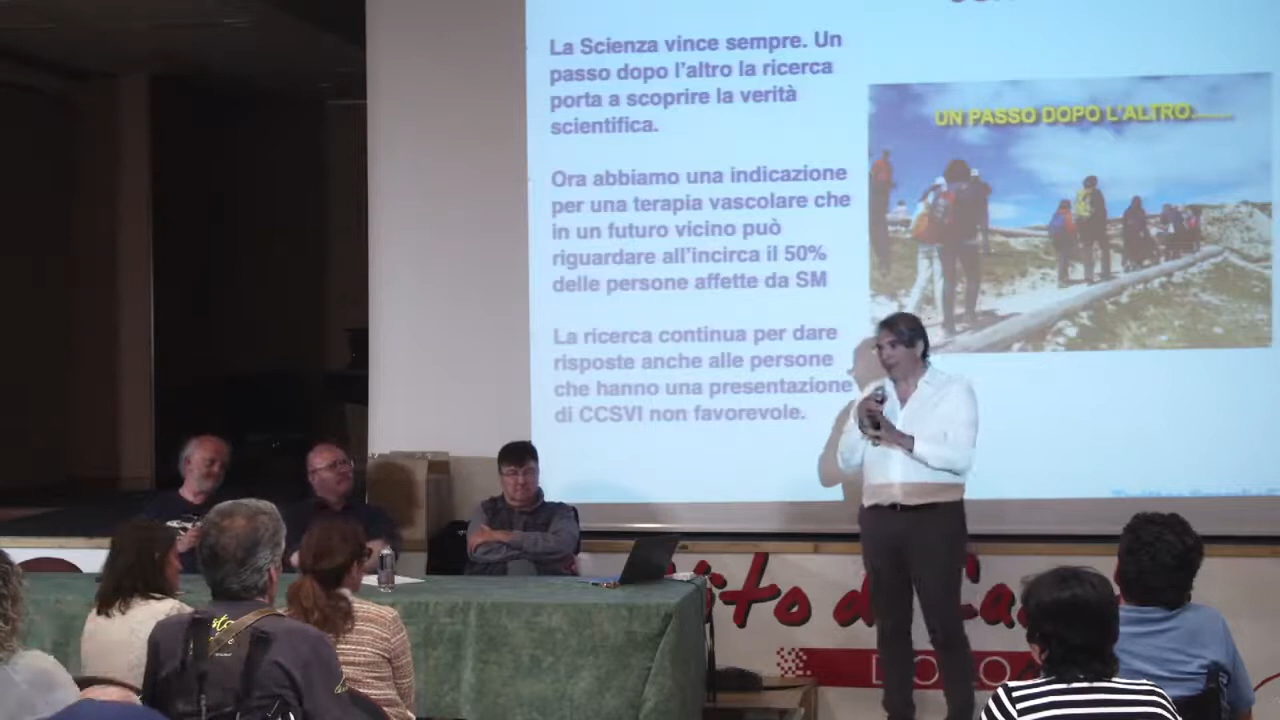 La Scienza vince sempre. Un
passo dopo l'altro la ricerca
porta a scoprire la verità
scientifica.
Ora abbiamo una indicazione
per una terapia vascolare che
in un futuro vicino può
riguardare all'incirca il 50%
delle persone affette da SM
La ricerca continua per dare
risposte anche alle persone
che hanno una presentazione
di CCSVI non favorevole.
UN PASSO DOPO L'ALTRO.......